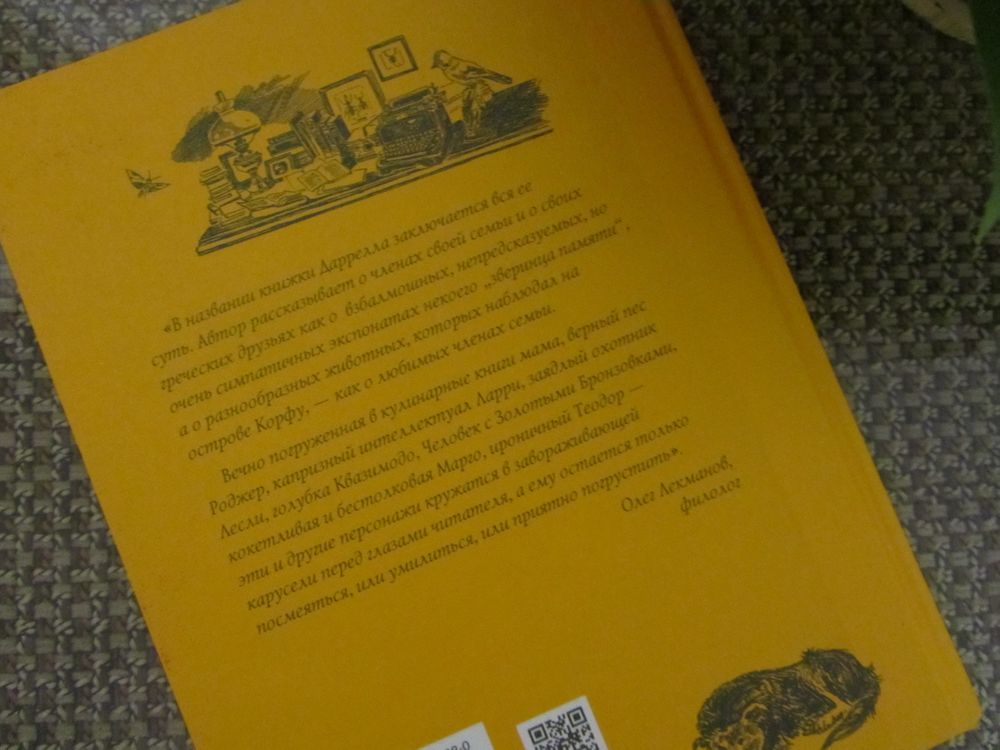 «В названии книжки Даррелла заключается вся ее
суть. Автор рассказывает о членах своей семьи и о своих
греческих друзьях как о взбалмошных, непредсказуемых, но
очень симпатичных экспонатах некоего „зверинца памяти“,
а о разнообразных животных, которых наблюдал на
острове Корфу, — как о любимых членах семьи.
Вечно погруженная в кулинарные книги мама, верный пес
Роджер, капризный интеллектуал Ларри, заядлый охотник
Лесли, голубка Квазимодо, Человек с Золотыми Бронзовками,
кокетливая и бестолковая Марго, ироничный Теодор —
эти и другие персонажи кружатся в завораживающей
карусели перед глазами читателя, а ему остается только
посмеяться, или умилиться, или приятно погрустить».
Олег Лекманов,
филолог